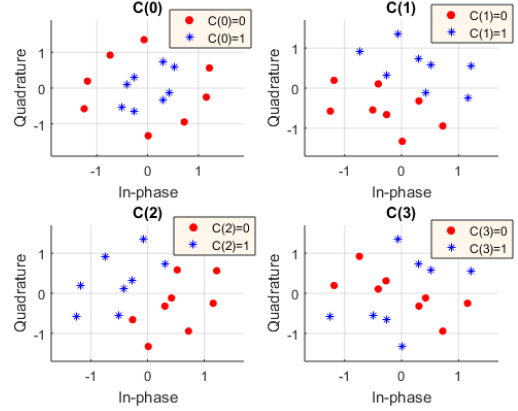 C(0)
C(0)=0
C(0)=1
1
0
-1
Quadrature
-1
0
1
In-phase
C(1)
C(1)=0
C(1)=1
1
0
-1
Quadrature
-1
0
1
In-phase
C(2)
C(2)=0
C(2)=1
1
0
-1
Quadrature
-1
0
1
In-phase
C(3)
C(3)=0
C(3)=1
1
0
-1
Quadrature
-1
0
1
In-phase